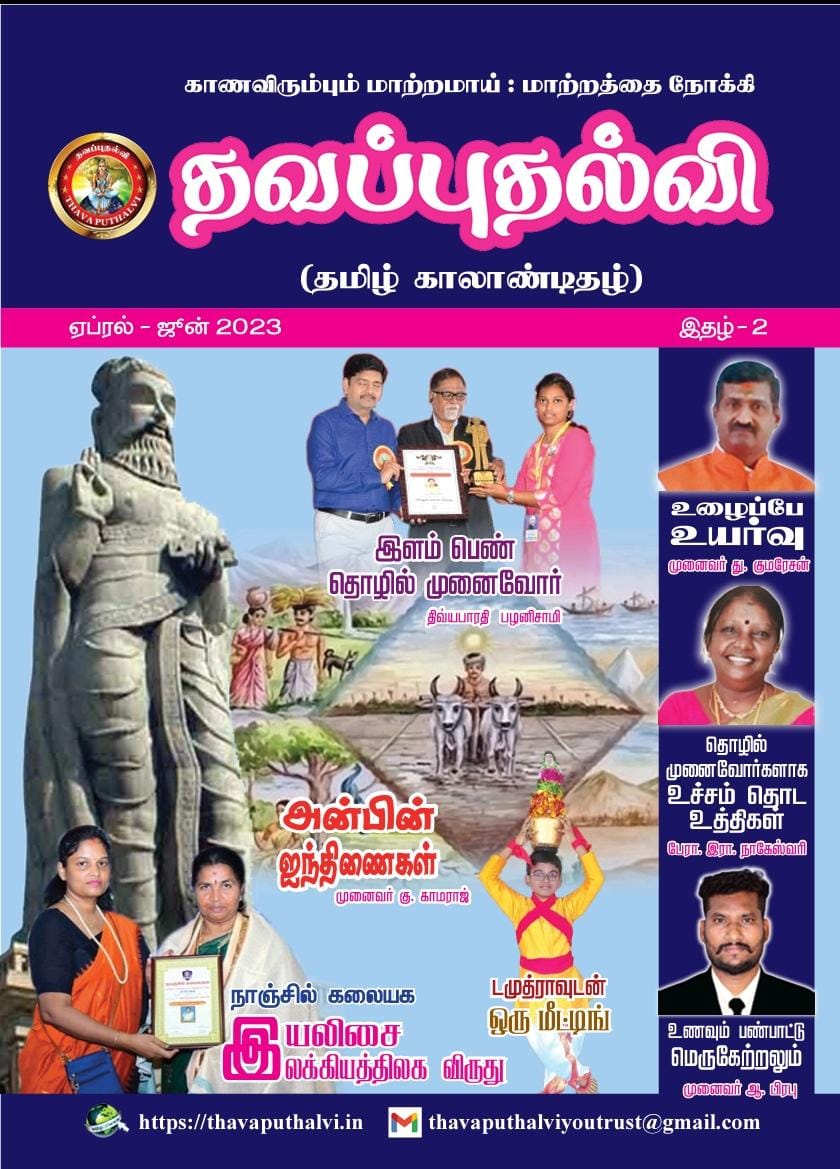 காணவிரும்பும் மாற்றமாய் : மாற்றத்தை நோக்கி
தவப்புதல்வி
தவப்புதல்வி
THAVAPUTHALVI
(தமிழ் காலாண்டிதழ்)
ஏப்ரல் - ஜூன் 2023
இதழ் - 2
இளம் பெண்
தொழில் முனைவோர்
திவ்யபாரதி பழனிசாமி
உழைப்பே
உயர்வு
முனைவர் து. குமரேசன்
தொழில்
முனைவோர்களாக
உச்சம் தொட
உத்திகள்
பேரா. இரா. நாகேஸ்வரி
அன்பின்
ஐந்திணைகள்
முனைவர் கு. காமராஜ்
டமுத்ராவுடன்
ஒரு மீட்டிங்
நாஞ்சில் கலையக
இயலிசை
இலக்கியத்திலக விருது
உணவும் பண்பாட்டு
மெருகேற்றலும்
முனைவர் ஆ. பிரபு
https://thavaputhalvi.in
thavaputhalviyoutrust@gmail.com